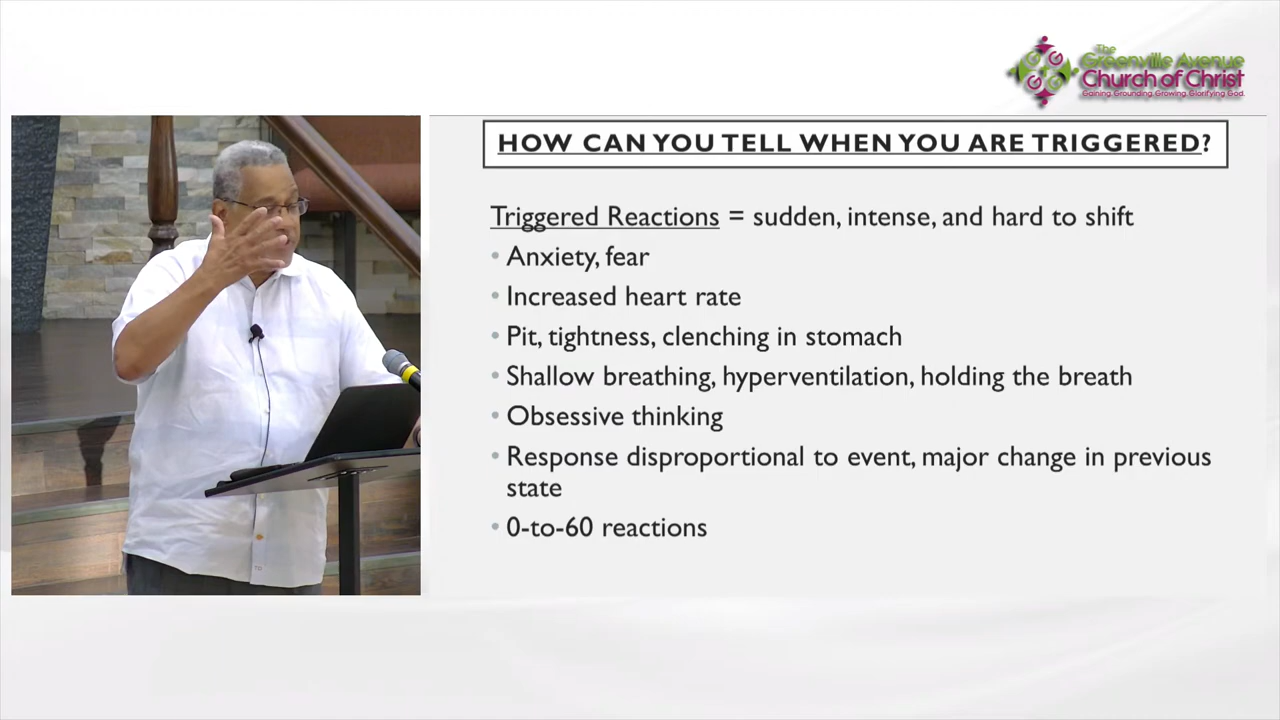 The
Greenville Avenue
Church of Christ
Gaining. Grounding. Growing. Glorifying God.
HOW CAN YOU TELL WHEN YOU ARE TRIGGERED?
Triggered Reactions = sudden, intense, and hard to shift
• Anxiety, fear
• Increased heart rate
• Pit, tightness, clenching in stomach
• Shallow breathing, hyperventilation, holding the breath
• Obsessive thinking
• Response disproportional to event, major change in previous
state
• 0-to-60 reactions